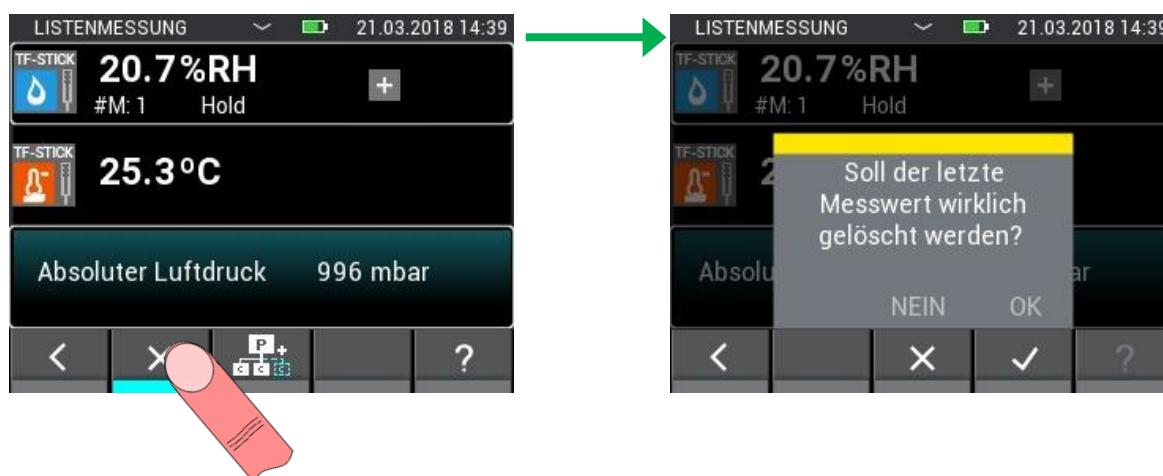 LISTENMESSUNG 21.03.2018 14:39
TF-STICK
20.7%RH
#M: 1 Hold
+
TF-STICK
25.3ºC
Absoluter Luftdruck 996 mbar
P +
c c c
?
LISTENMESSUNG 21.03.2018 14:39
TF-STICK
20.7%RH
#M: 1 Hold
+
TF-STICK
2
Soll der letzte
Messwert wirklich
gelöscht werden?
Absolu ar
NEIN OK
?